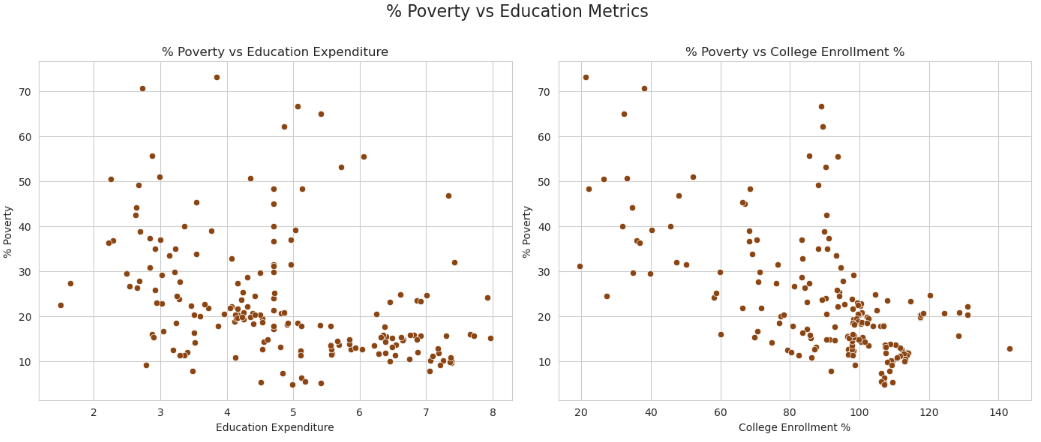 % Poverty vs Education Metrics
% Poverty vs Education Expenditure
% Poverty
70
60
50
40
30
20
10
2 3 4 5 6 7 8
Education Expenditure
% Poverty vs College Enrollment %
% Poverty
70
60
50
40
30
20
10
20 40 60 80 100 120 140
College Enrollment %